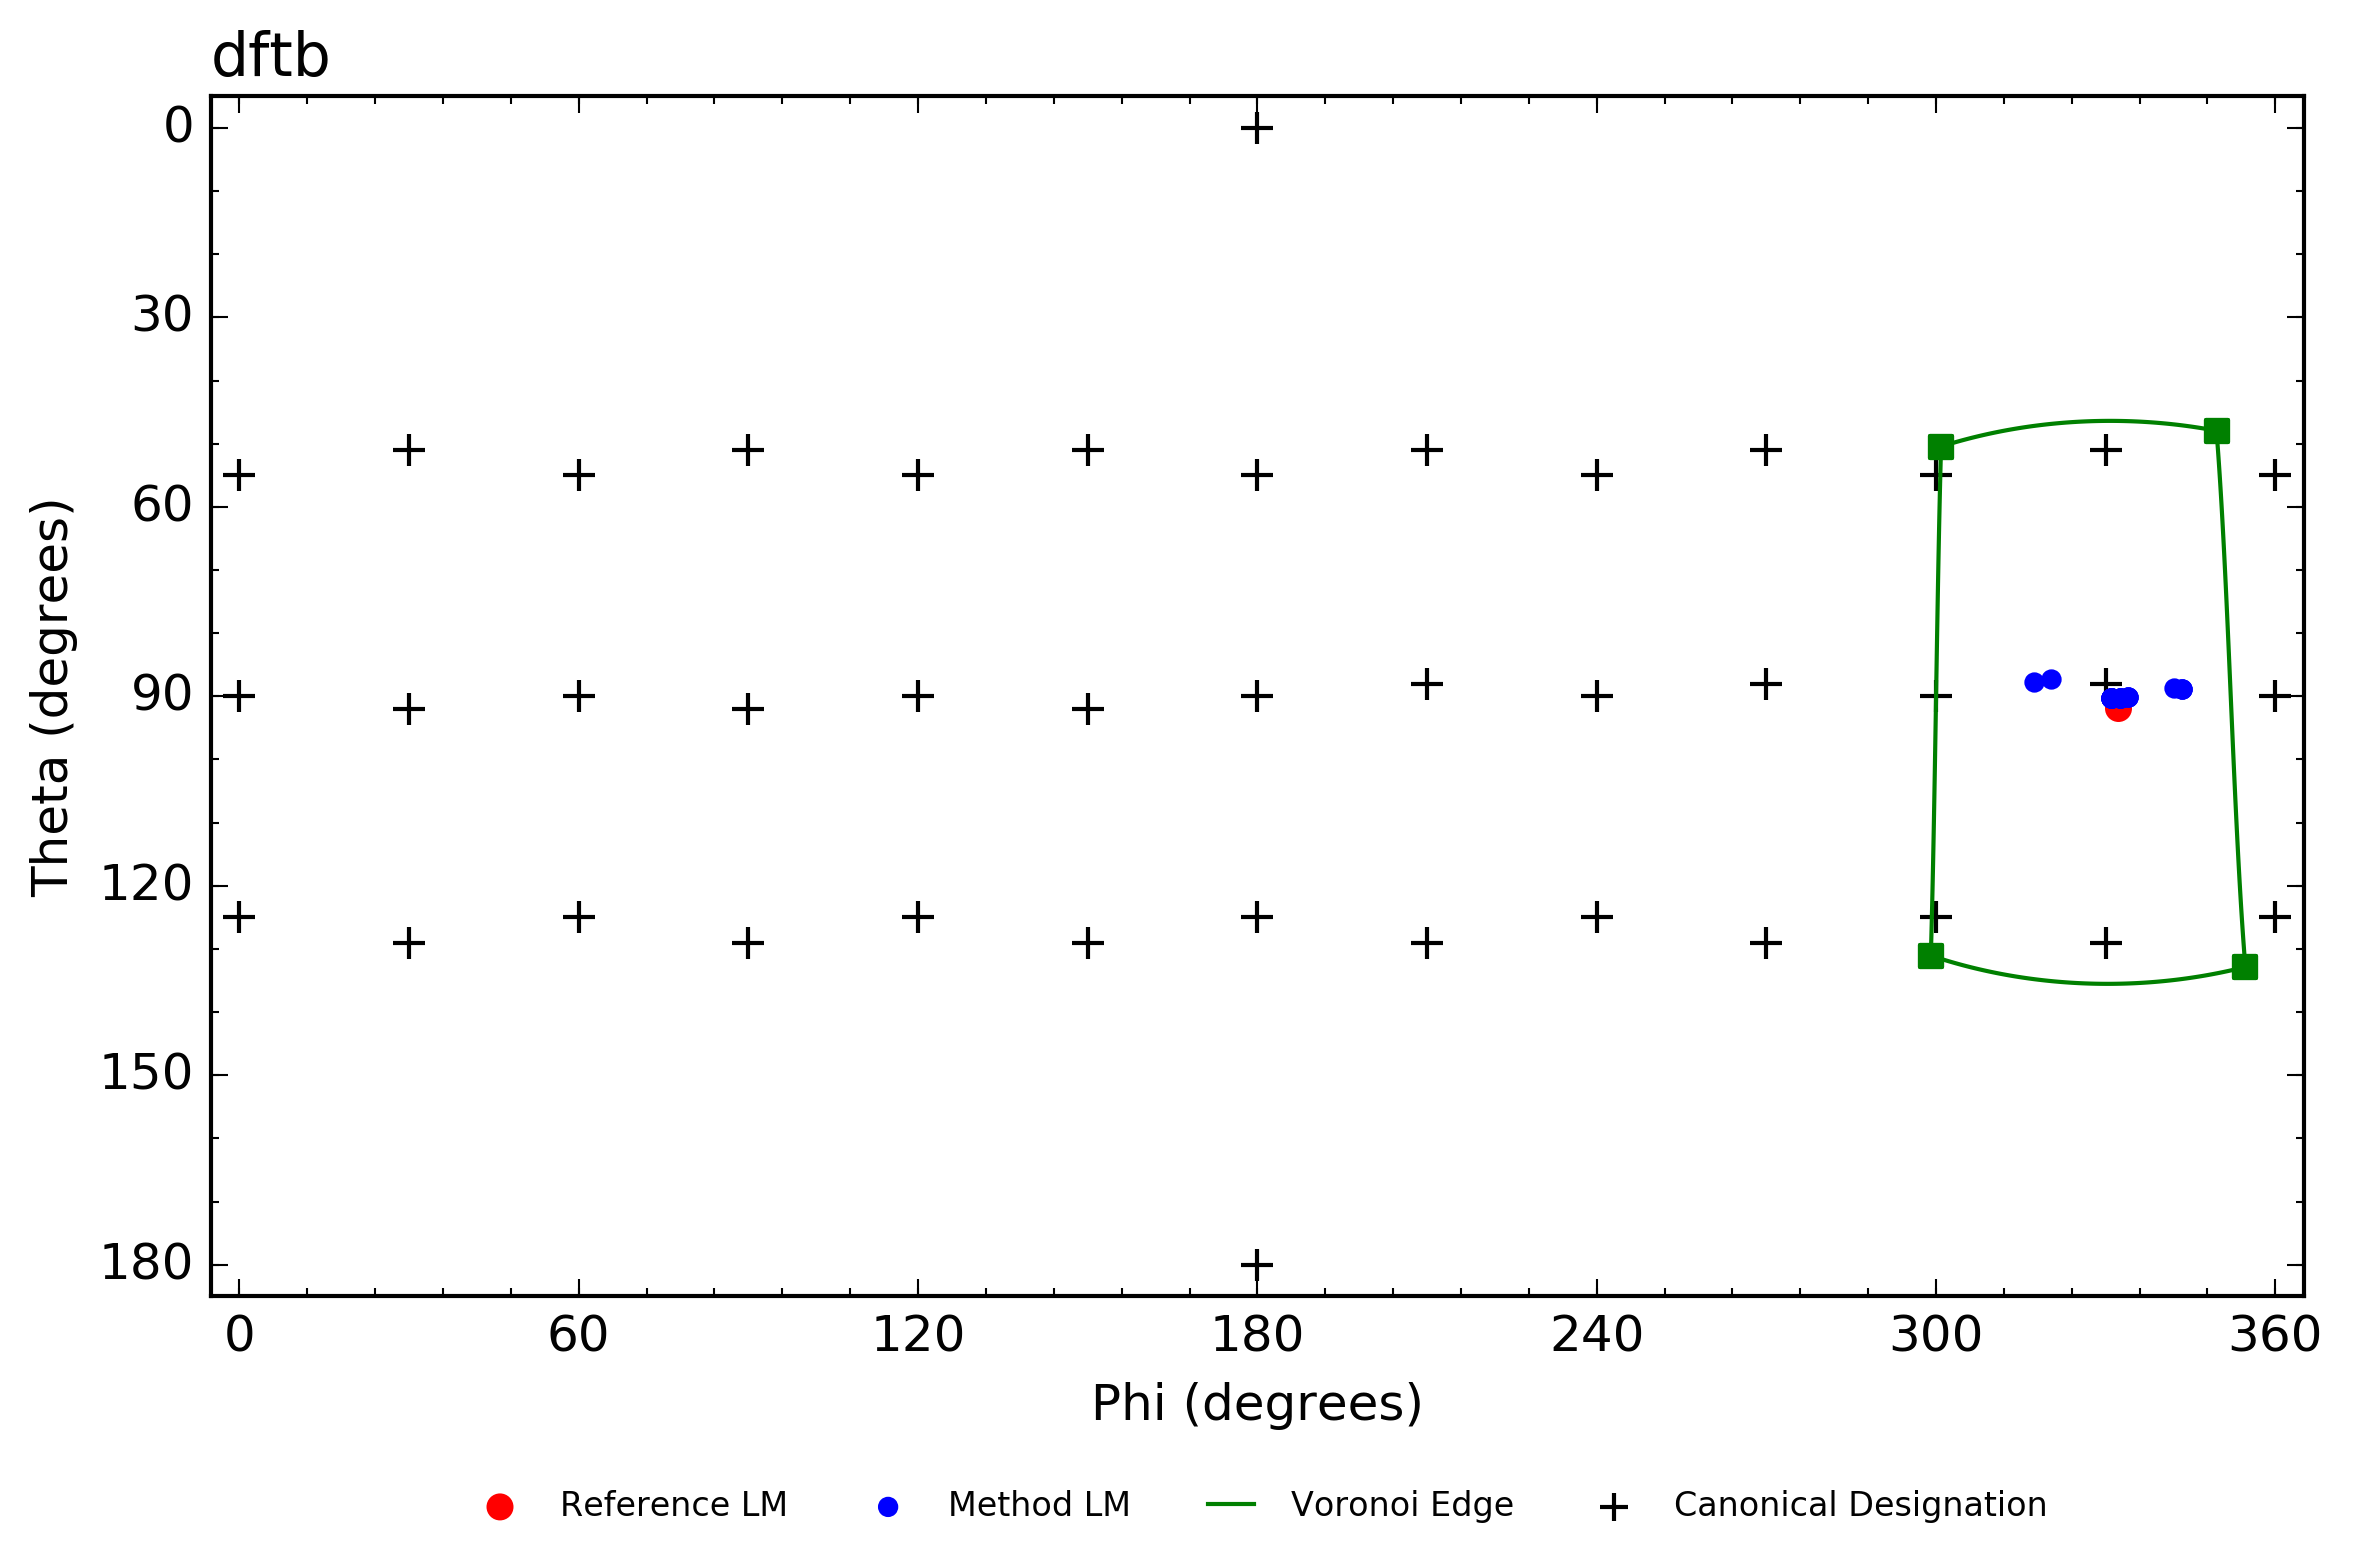 dftb
0
30
60
90
120
150
180
Theta (degrees)
0 60 120 180 240 300 360
Phi (degrees)
Reference LM Method LM Voronoi Edge Canonical Designation